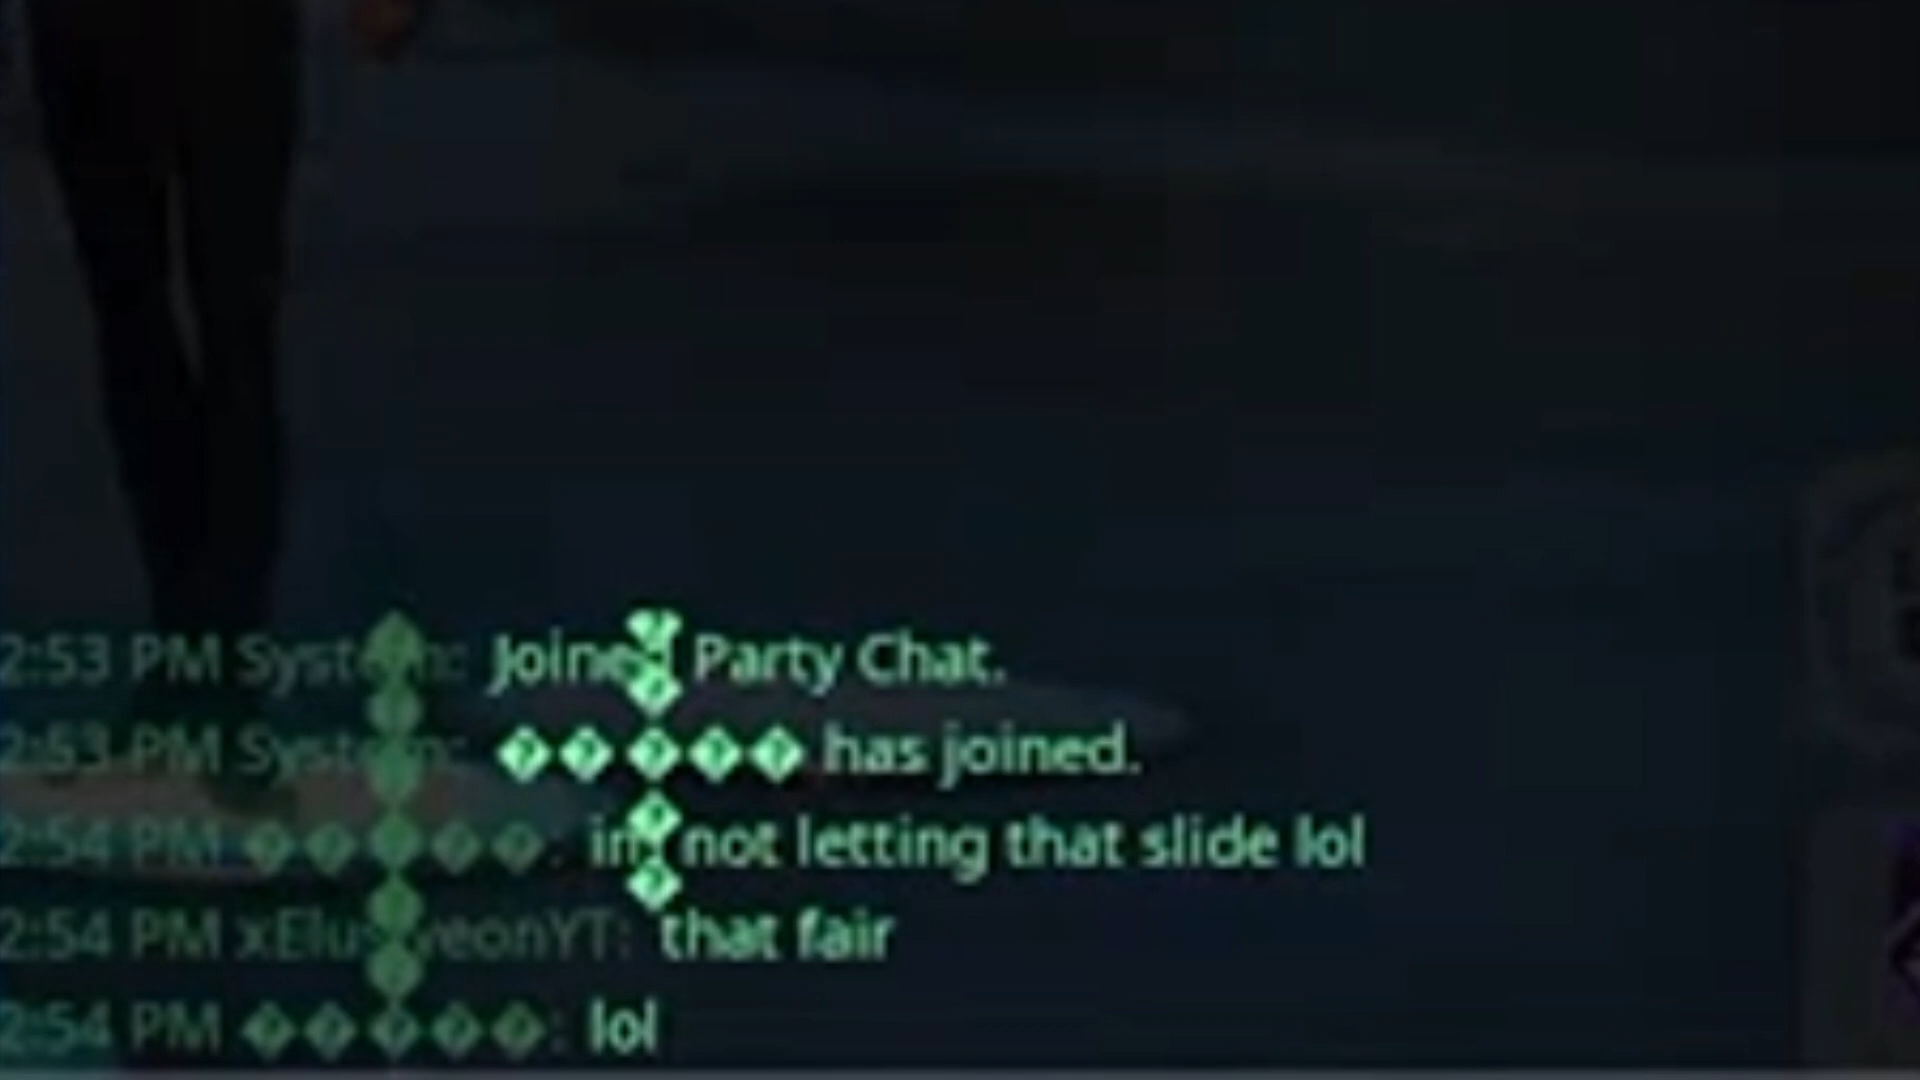 2:53 PM System: Joined Party Chat.
2:53 PM System: ����� has joined.
2:54 PM �����: im not letting that slide lol
2:54 PM that fair
2:54 PM �����: lol